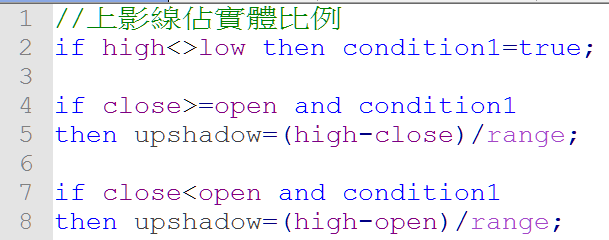 1 //上影線佔實體比例
2 if high<>low then condition1=true;
3
4 if close>=open and condition1
5 then upshadow=(high-close)/range;
6
7 if close<open and condition1
8 then upshadow=(high-open)/range;